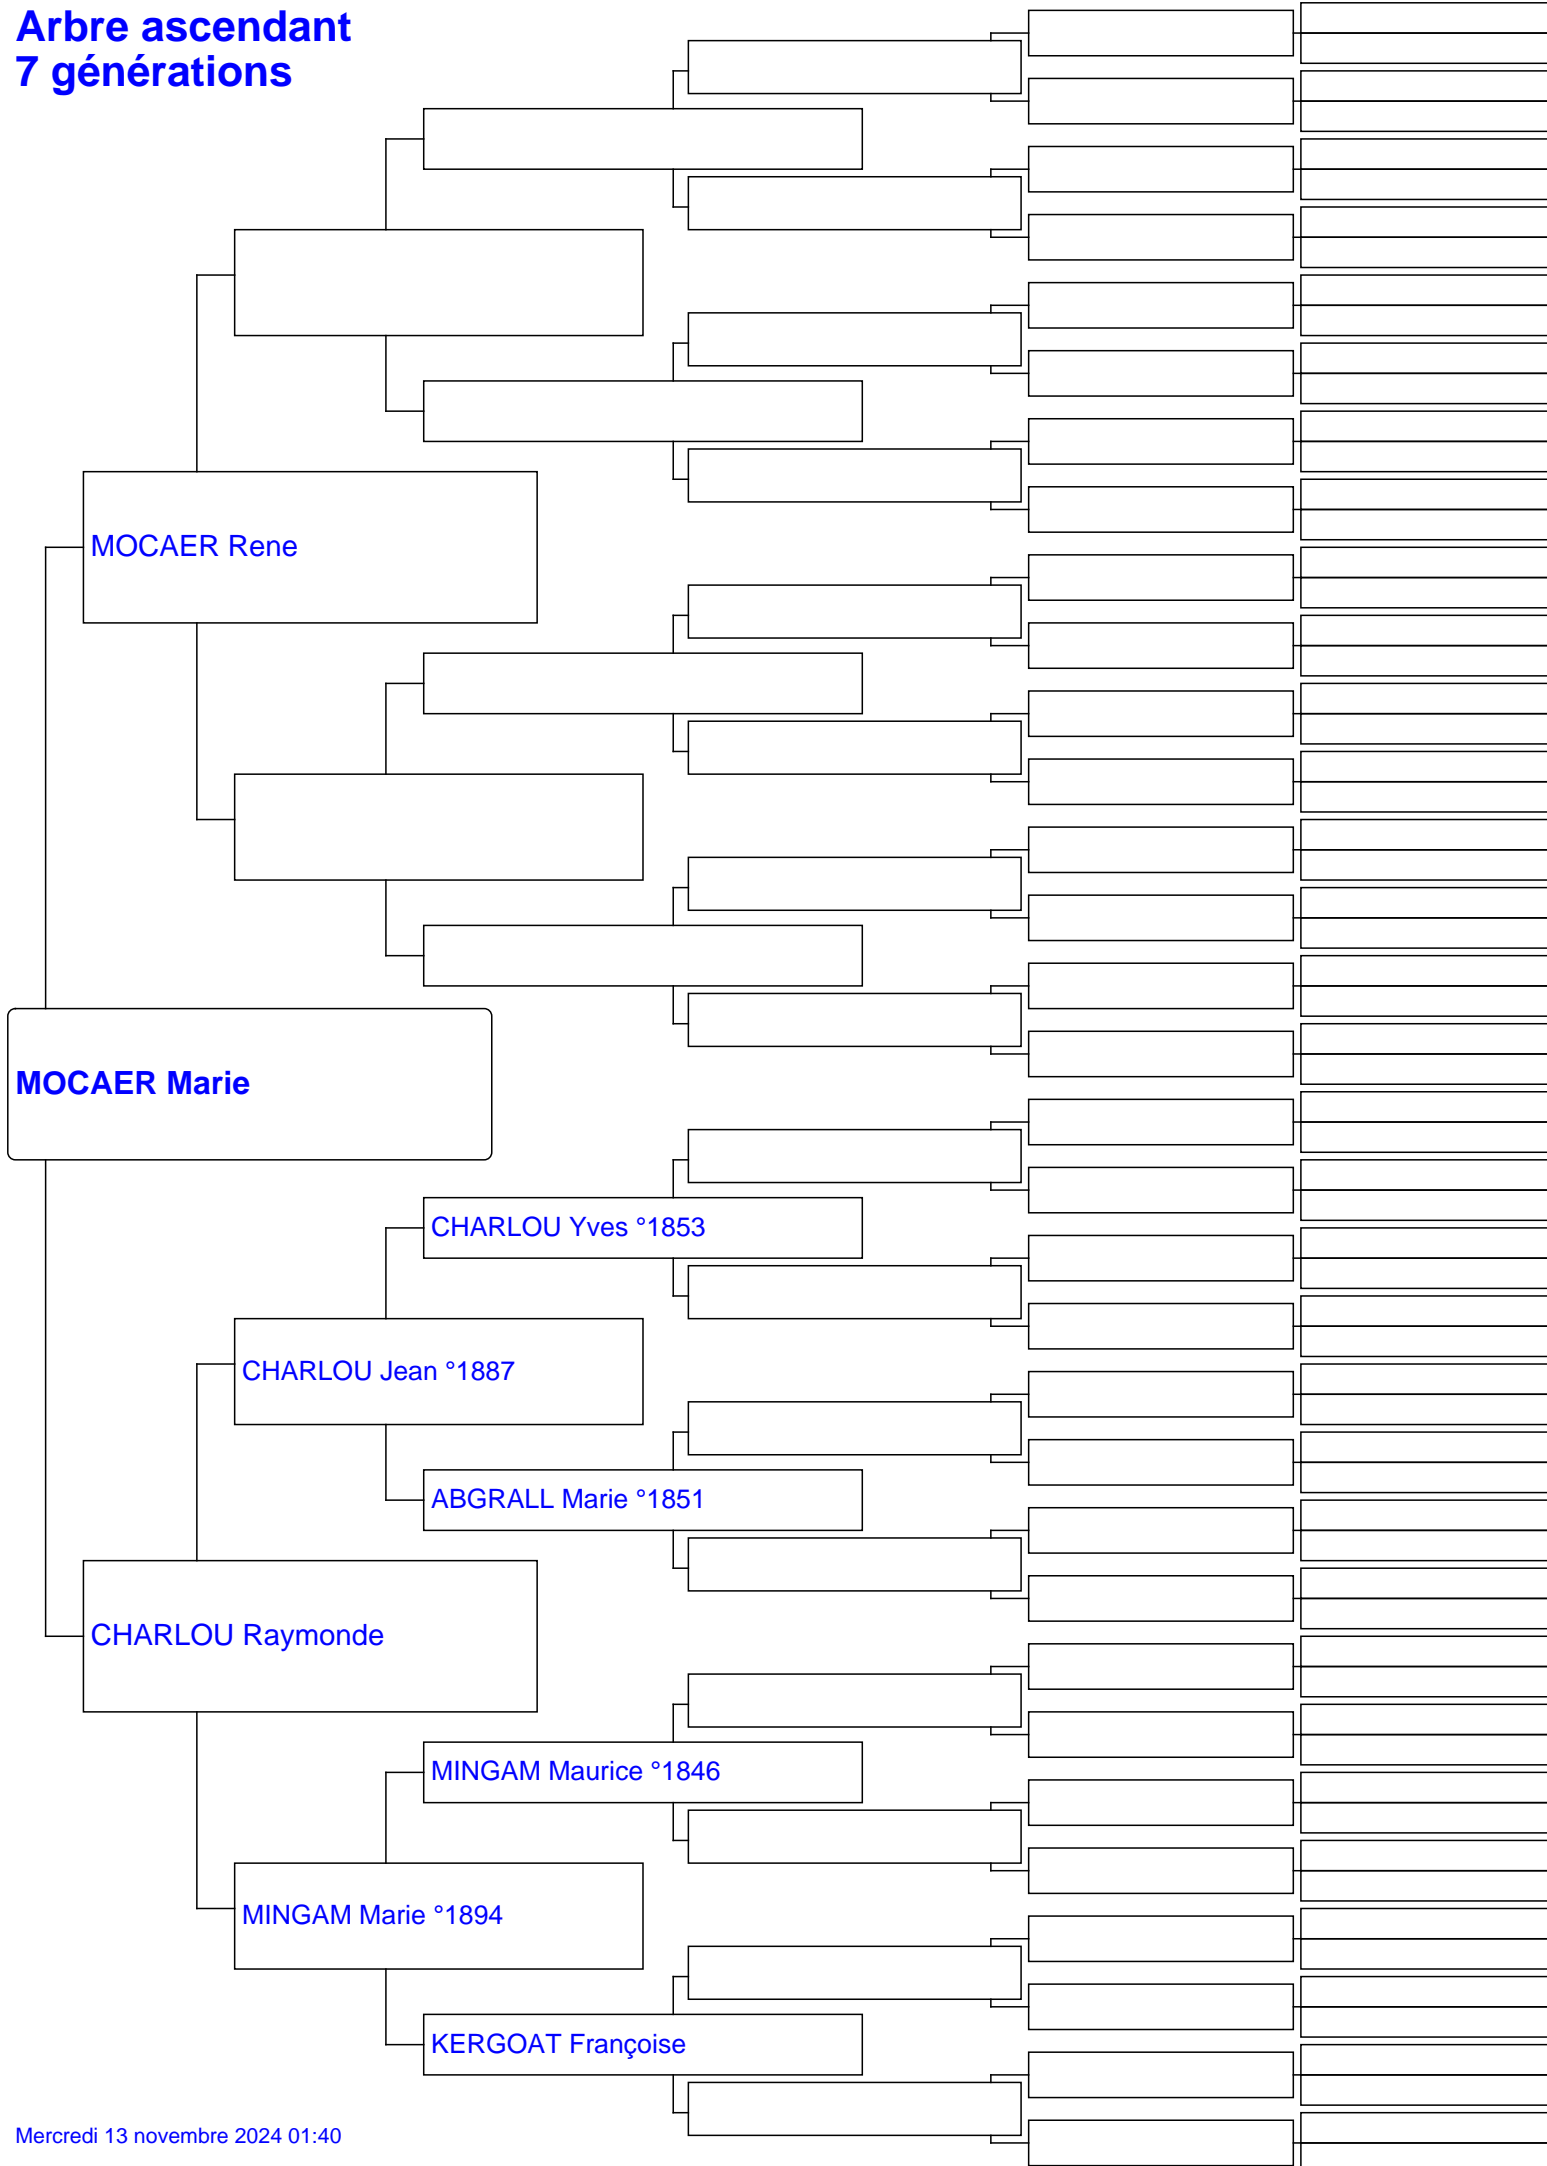 Arbre ascendant
7 générations
MOCAER Rene
MOCAER Marie
CHARLOU Yves °1853
CHARLOU Jean °1887
ABGRALL Marie °1851
CHARLOU Raymonde
MINGAM Maurice °1846
MINGAM Marie °1894
KERGOAT Françoise
Mercredi 13 novembre 2024 01:40